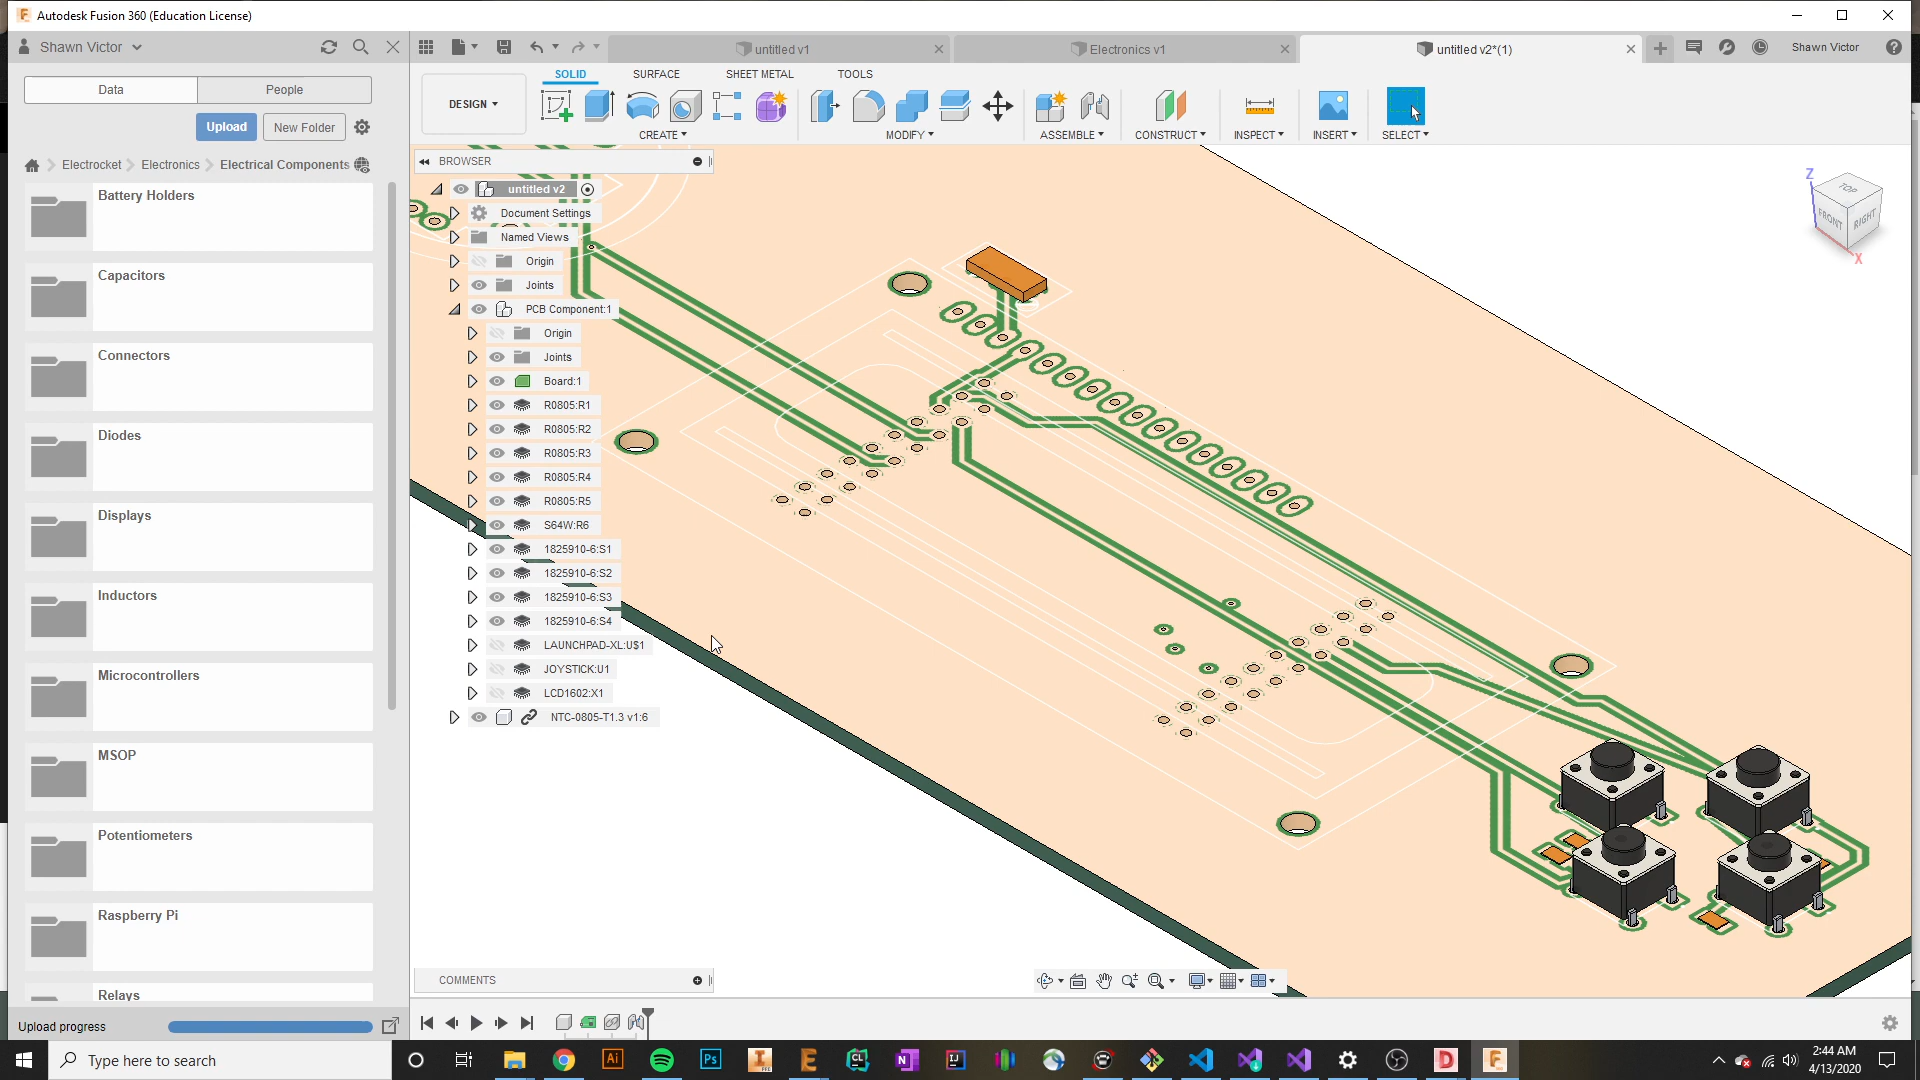 Autodesk Fusion 360 (Education License)
Shawn Victor
untitled v1
Electronics v1
untitled v2*(1)
Shawn Victor
Data
People
Upload
New Folder
Electrocket
Electronics
Electrical Components
Battery Holders
Capacitors
Connectors
Diodes
Displays
Inductors
Microcontrollers
MSOP
Potentiometers
Raspberry Pi
Relays
Upload progress
DESIGN
SOLID
SURFACE
SHEET METAL
TOOLS
CREATE
MODIFY
ASSEMBLE
CONSTRUCT
INSPECT
INSERT
SELECT
BROWSER
untitled v2
Document Settings
Named Views
Origin
Joints
PCB Component:1
Origin
Joints
Board:1
R0805:R1
R0805:R2
R0805:R3
R0805:R4
R0805:R5
S64W:R6
1825910-6:S1
1825910-6:S2
1825910-6:S3
1825910-6:S4
LAUNCHPAD-XL:U$1
JOYSTICK:U1
LCD1602:X1
NTC-0805-T1.3 v1:6
Z
TOP
FRONT
RIGHT
X
COMMENTS
Type here to search
2:44 AM
4/13/2020